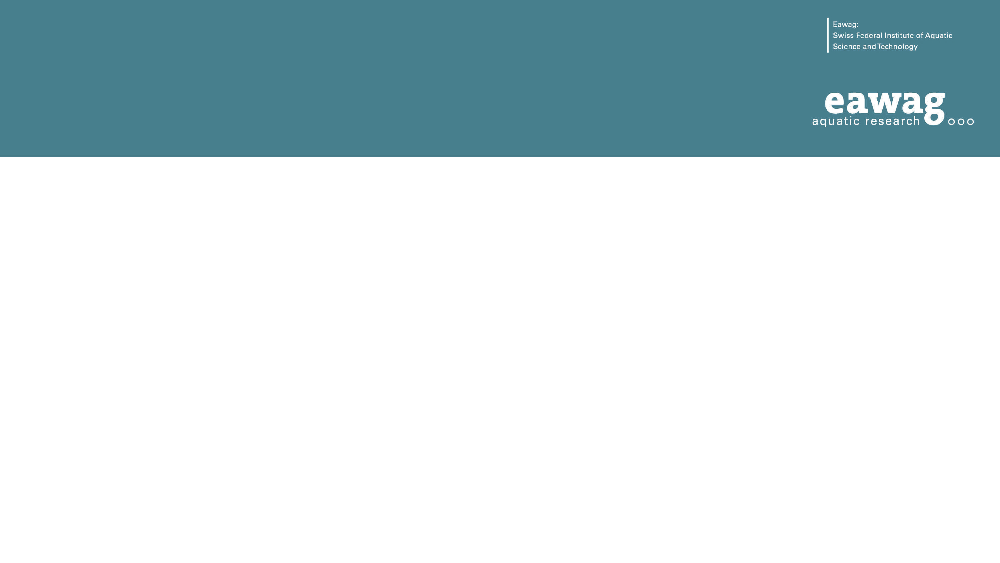 Eawag:
Swiss Federal Institute of Aquatic
Science and Technology
eawag
aquatic research